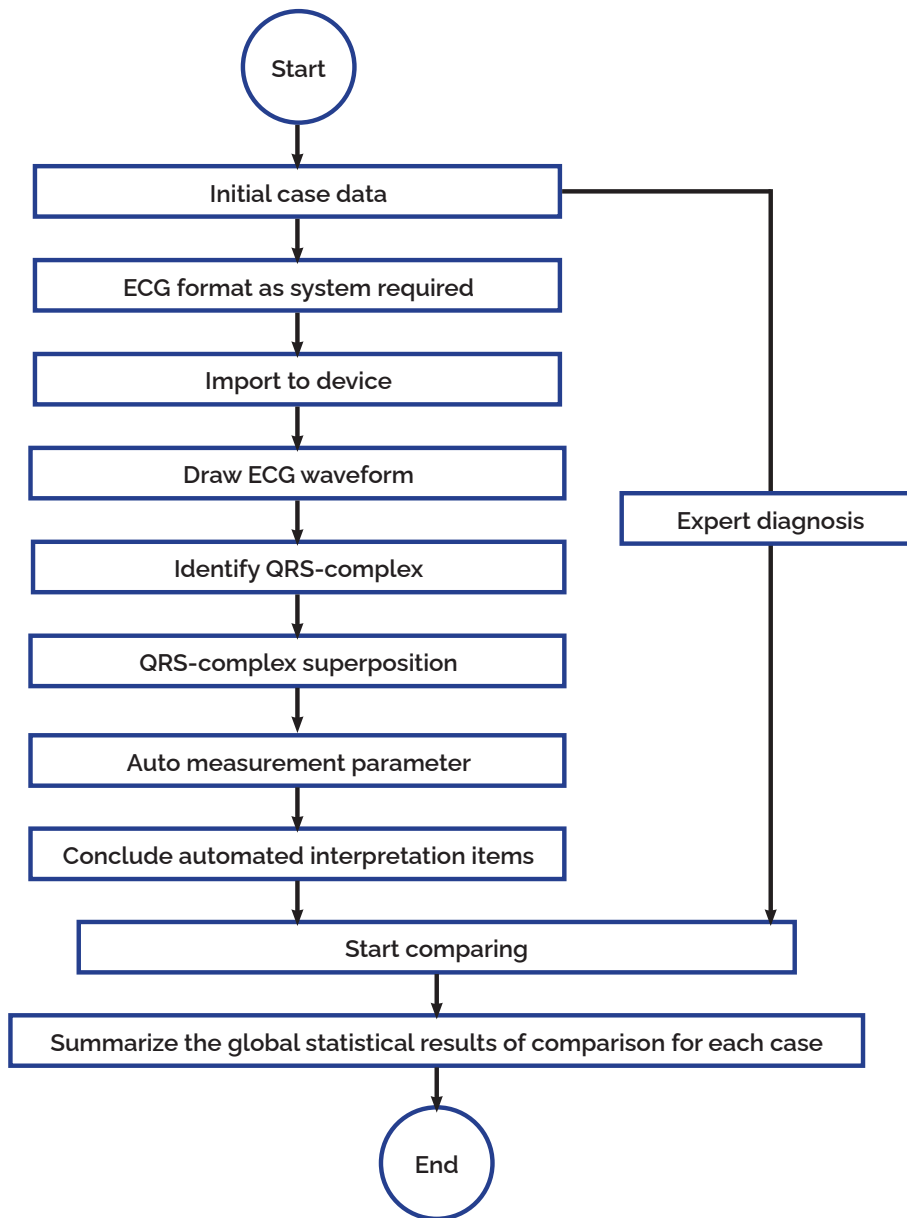 Start
Initial case data
ECG format as system required
Import to device
Draw ECG waveform
Expert diagnosis
Identify QRS-complex
QRS-complex superposition
Auto measurement parameter
Conclude automated interpretation items
Start comparing
Summarize the global statistical results of comparison for each case
End